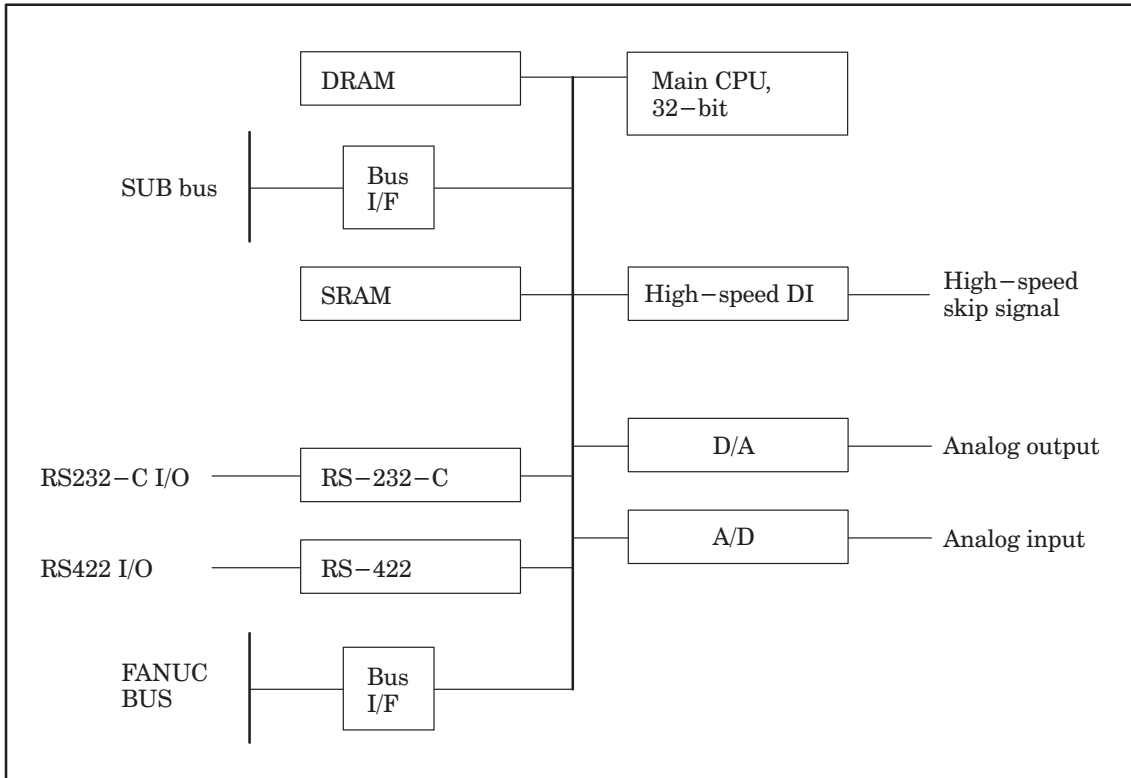 DRAM
Main CPU,
32−bit
SUB bus
Bus
I/F
SRAM
High−speed DI
High−speed
skip signal
D/A
Analog output
RS232−C I/O
RS−232−C
A/D
Analog input
RS422 I/O
RS−422
FANUC
BUS
Bus
I/F